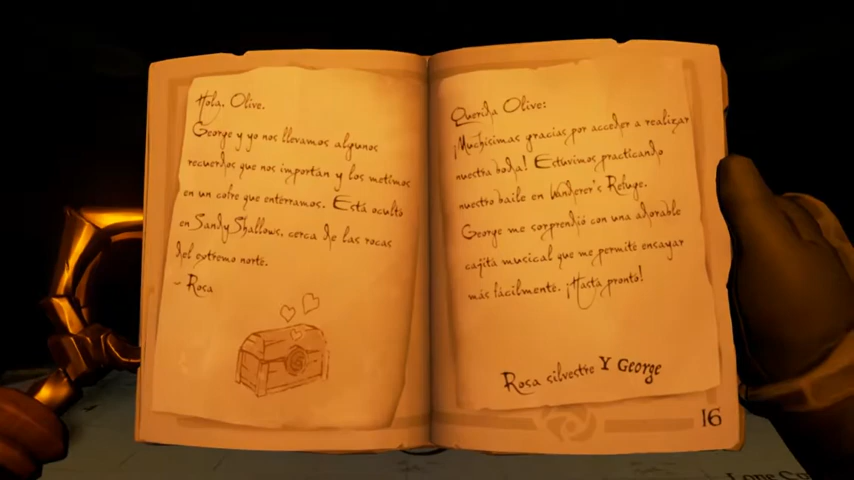 Hola, Olive.
George y yo nos llevamos algunos
recuerdos que nos importan y los metimos
en un cofre que enterramos. Está oculto
en Sandy Shallows, cerca de las rocas
del extremo norte.
- Rosa
Querida Olive:
¡Muchísimas gracias por acceder a realizar
nuestra boda! Estuvimos practicando
nuestro baile en Wanderer's Refuge.
George me sorprendió con una adorable
cajita musical que me permite ensayar
más fácilmente. ¡Hasta pronto!
Rosa silvestre Y George
16
Lone